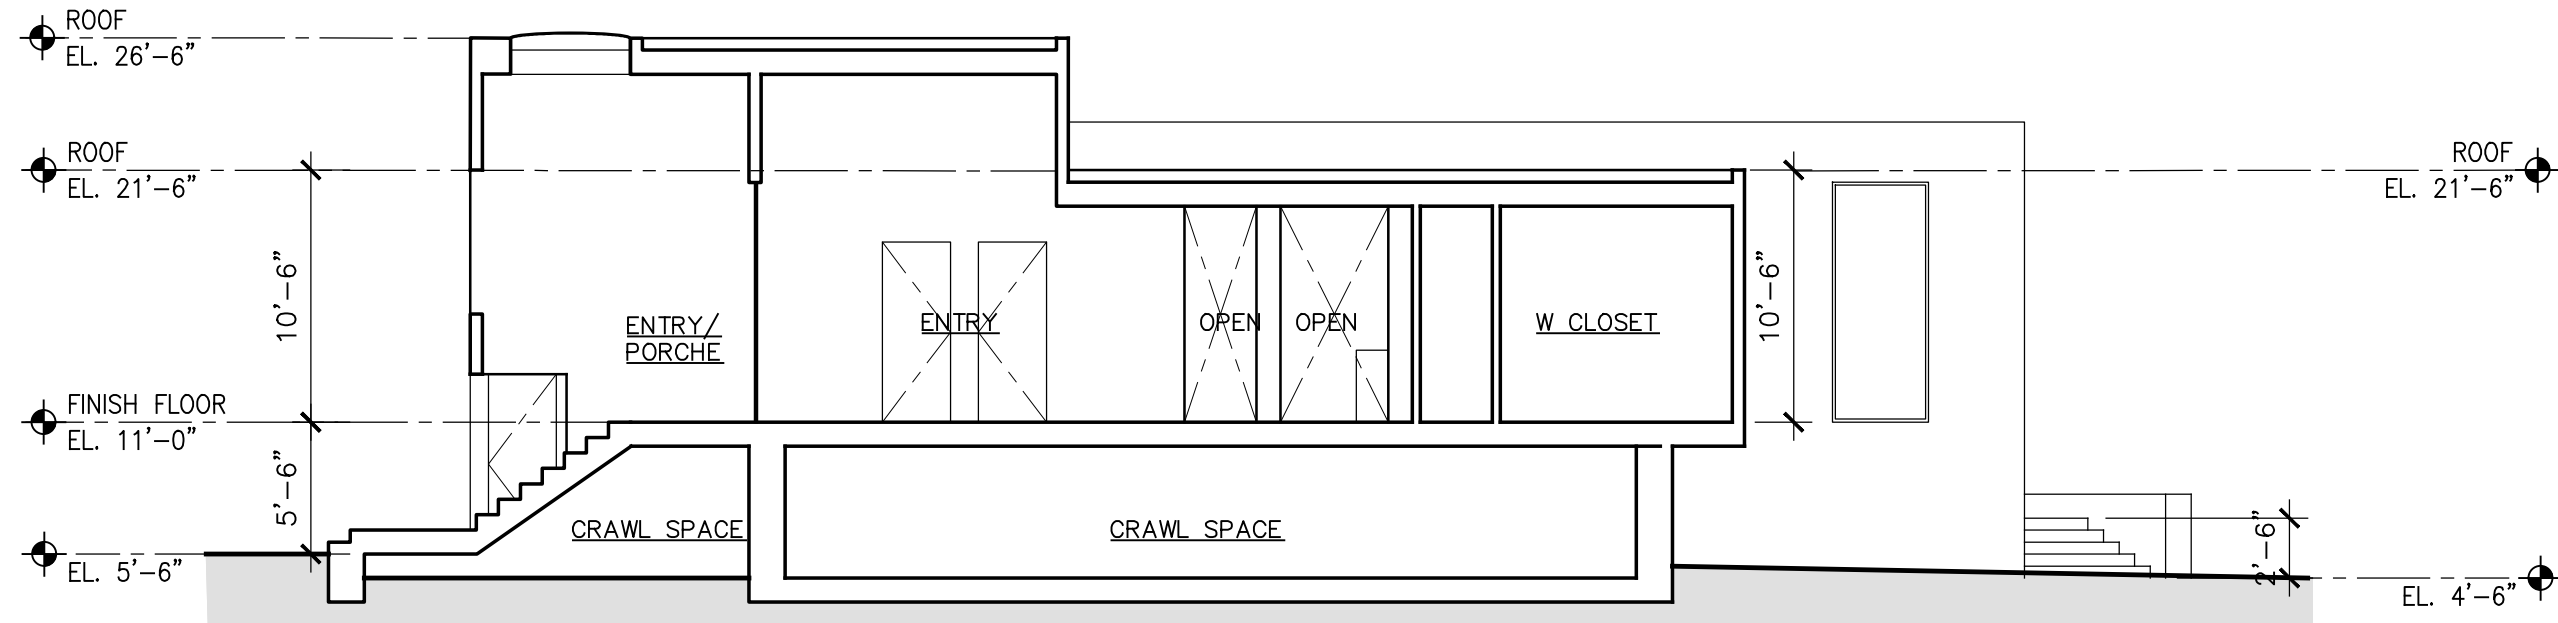 ROOF
EL. 26'-6"
ROOF
EL. 21'-6"
ROOF
EL. 21'-6"
10'-6"
10'-6"
ENTRY/
PORCHE
ENTRY
OPEN
OPEN
W CLOSET
FINISH FLOOR
EL. 11'-0"
5'-6"
CRAWL SPACE
CRAWL SPACE
2'-6"
EL. 5'-6"
EL. 4'-6"